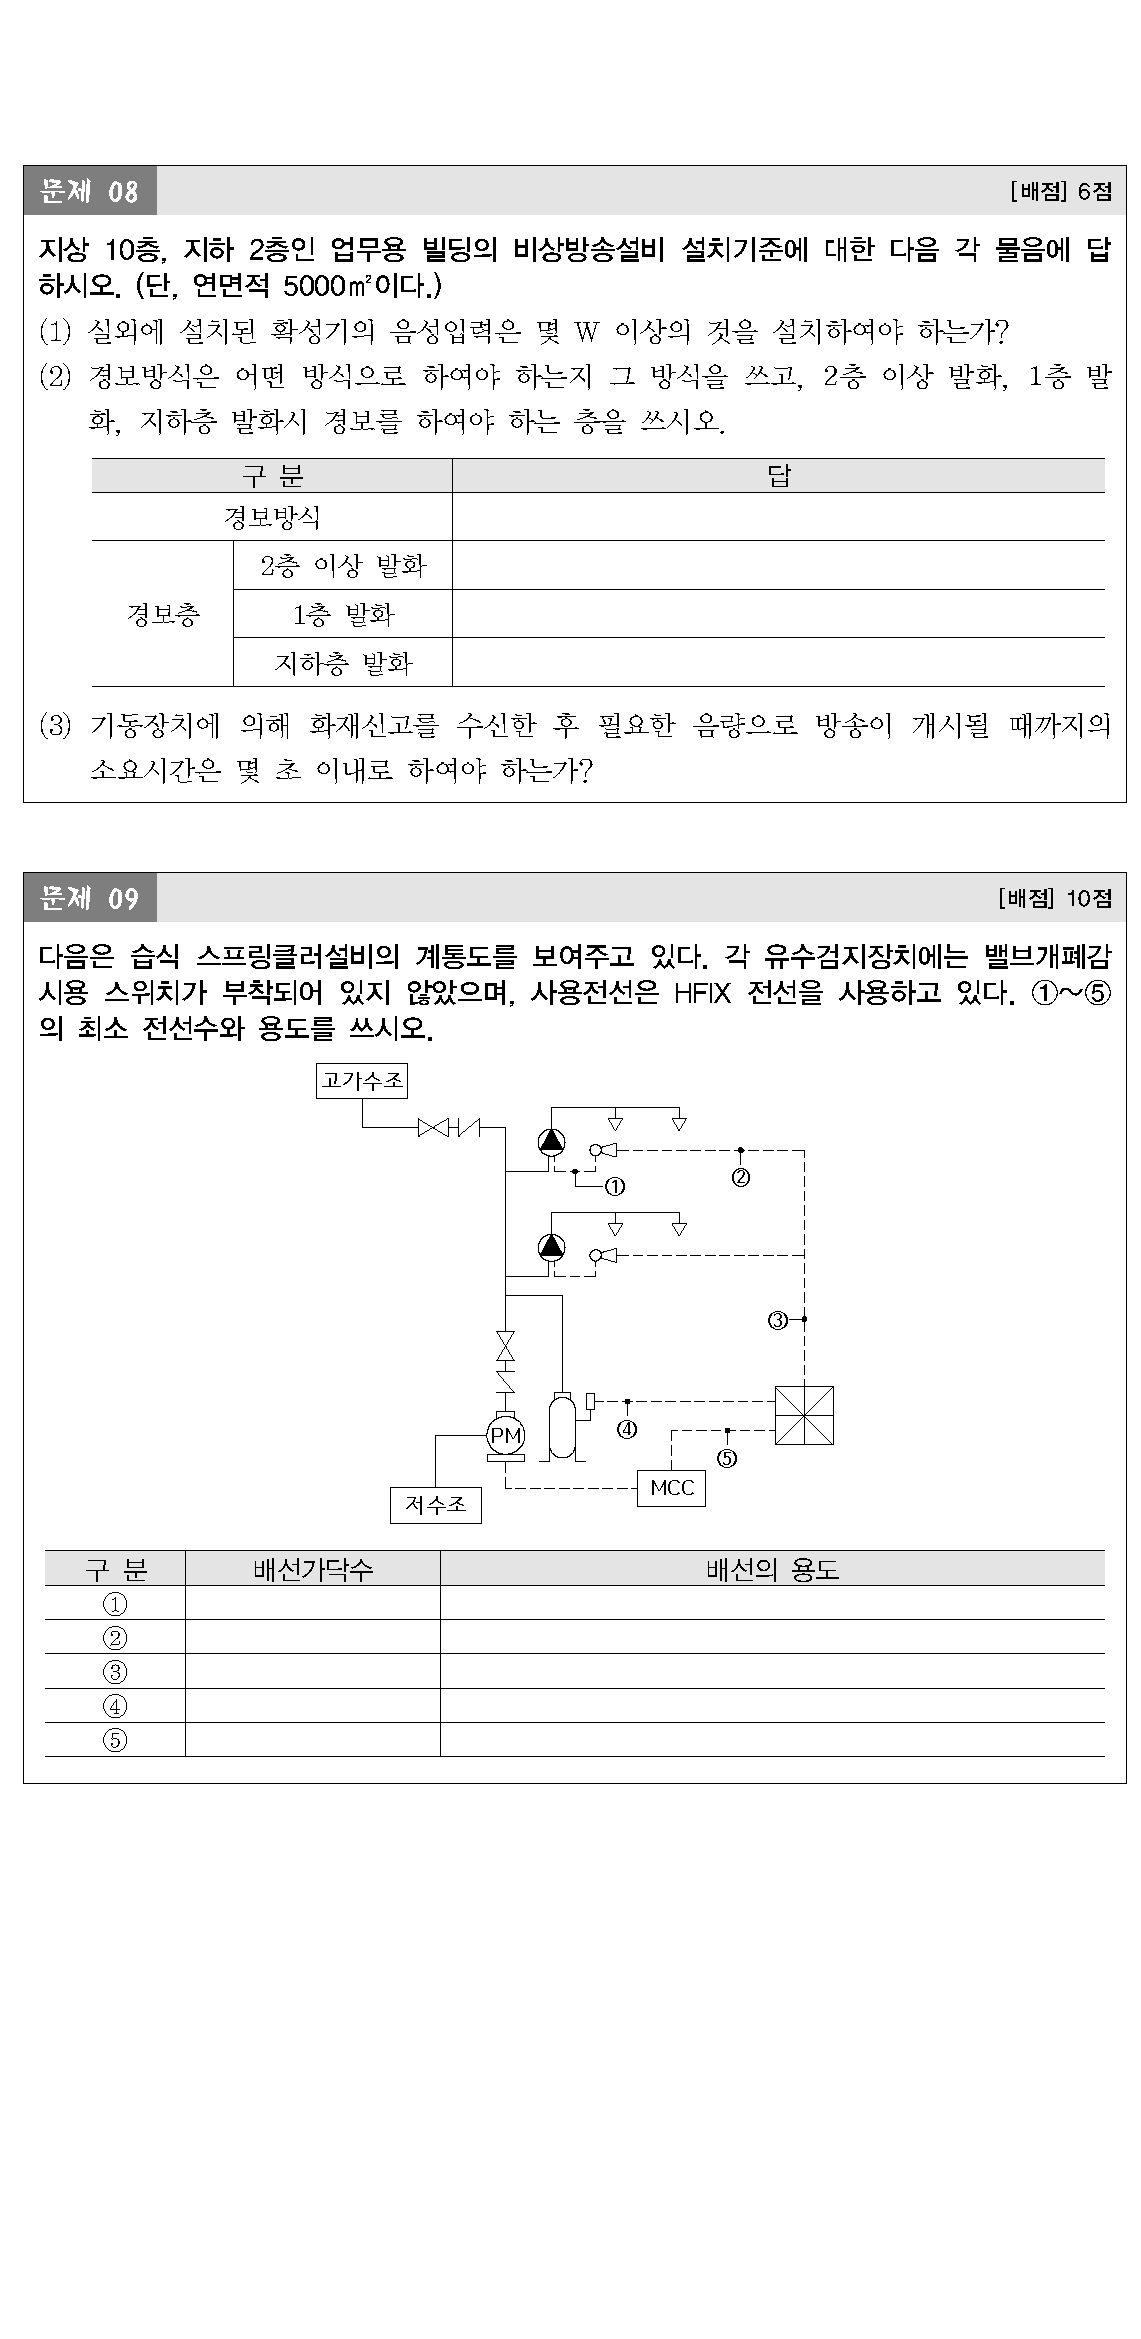 문제 08
[배점] 6점
지상 10층, 지하 2층인 업무용 빌딩의 비상방송설비 설치기준에 대한 다음 각 물음에 답
하시오. (단, 연면적 5000㎡이다.)
(1) 실외에 설치된 확성기의 음성입력은 몇 W 이상의 것을 설치하여야 하는가?
(2) 경보방식은 어떤 방식으로 하여야 하는지 그 방식을 쓰고, 2층 이상 발화, 1층 발
화, 지하층 발화시 경보를 하여야 하는 층을 쓰시오.
구 분 답
경보방식
경보층
2층 이상 발화
1층 발화
지하층 발화
(3) 기동장치에 의해 화재신고를 수신한 후 필요한 음량으로 방송이 개시될 때까지의
소요시간은 몇 초 이내로 하여야 하는가?
문제 09
[배점] 10점
다음은 습식 스프링클러설비의 계통도를 보여주고 있다. 각 유수검지장치에는 밸브개폐감
시용 스위치가 부착되어 있지 않았으며, 사용전선은 HFIX 전선을 사용하고 있다. ①~⑤
의 최소 전선수와 용도를 쓰시오.
고가수조
①
②
③
④
PM
⑤
MCC
저수조
구 분 배선가닥수 배선의 용도
①
②
③
④
⑤